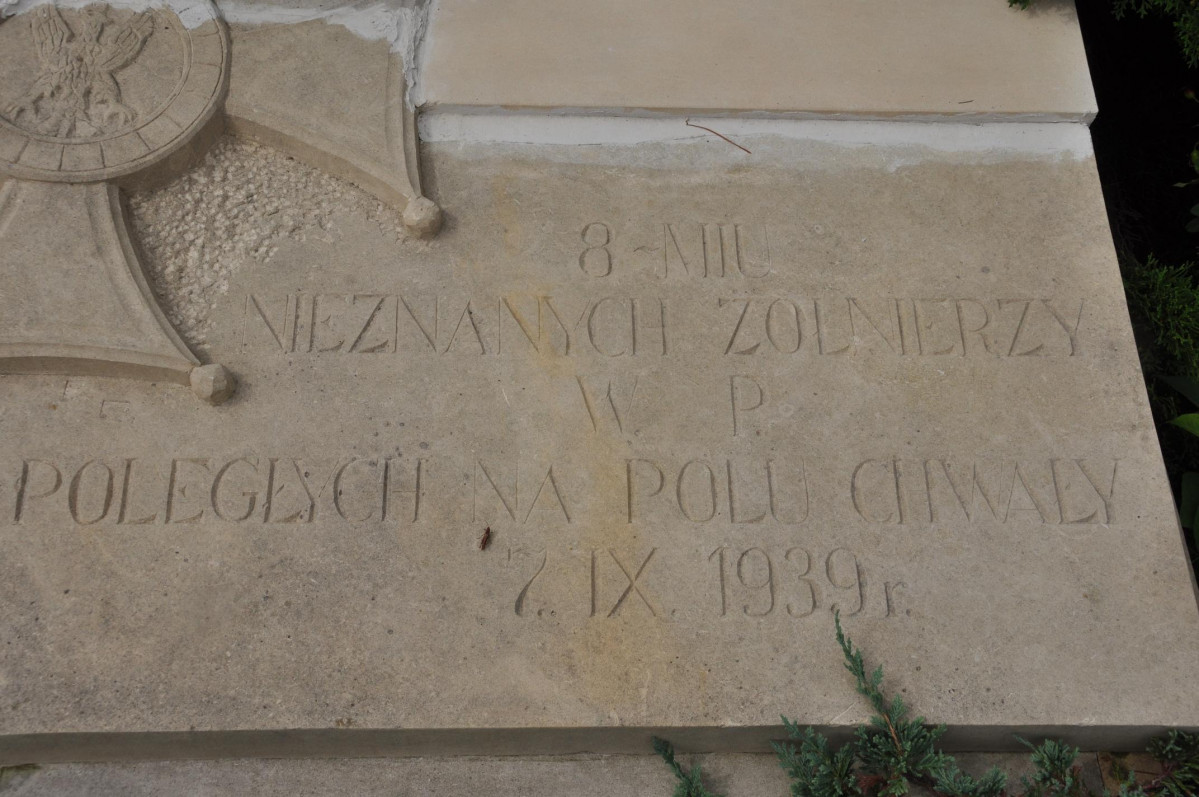 8-MIU
NIEZNANYCH ŻOŁNIERZY
W. P.
POLEGŁYCH NA POLU CHWAŁY
7. IX. 1939 r.